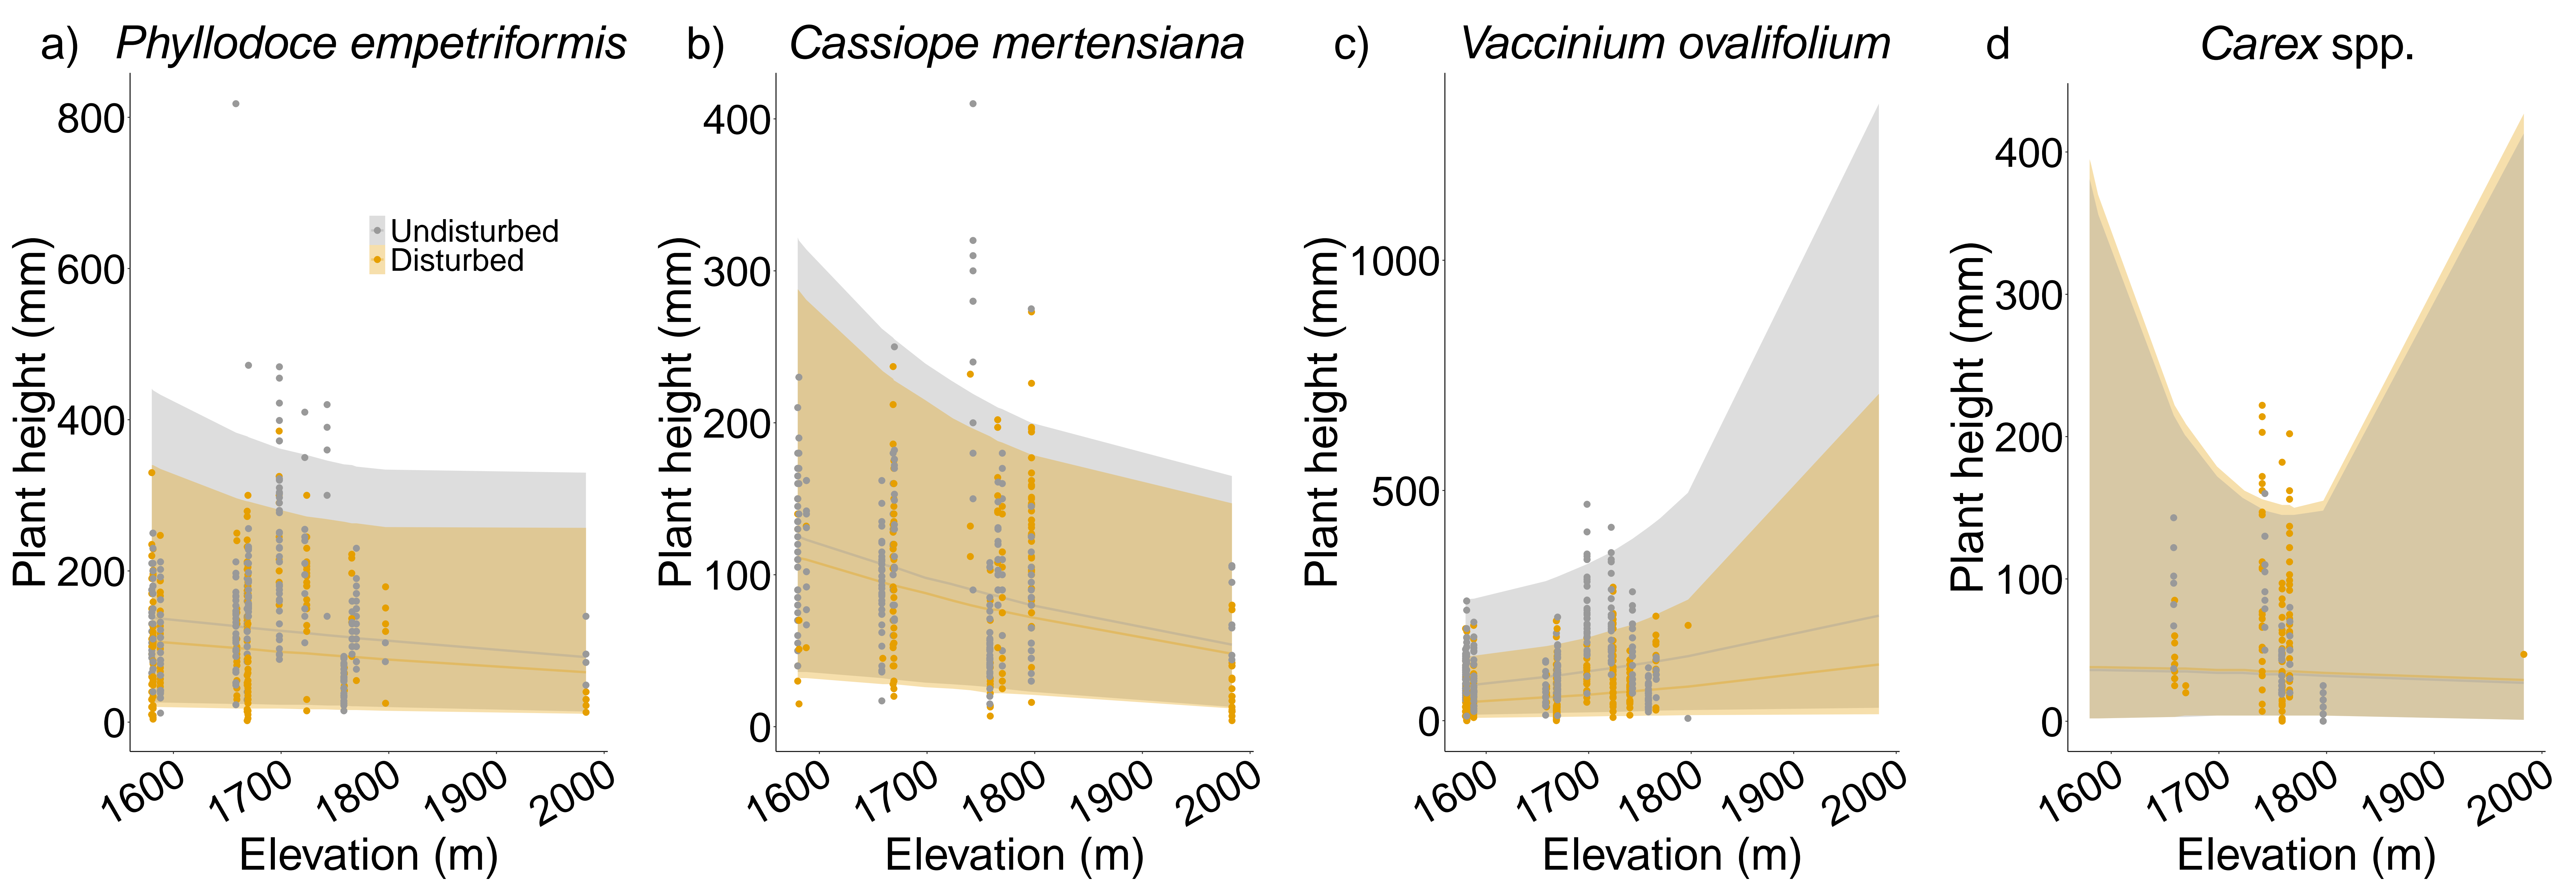 a) Phyllodoce empetriformis
Plant height (mm)
800
600
400
200
0
Undisturbed
Disturbed
1600 1700 1800 1900 2000
Elevation (m)
b) Cassiope mertensiana
Plant height (mm)
400
300
200
100
0
1600 1700 1800 1900 2000
Elevation (m)
c) Vaccinium ovalifolium
Plant height (mm)
1000
500
0
1600 1700 1800 1900 2000
Elevation (m)
d Carex spp.
Plant height (mm)
400
300
200
100
0
1600 1700 1800 1900 2000
Elevation (m)